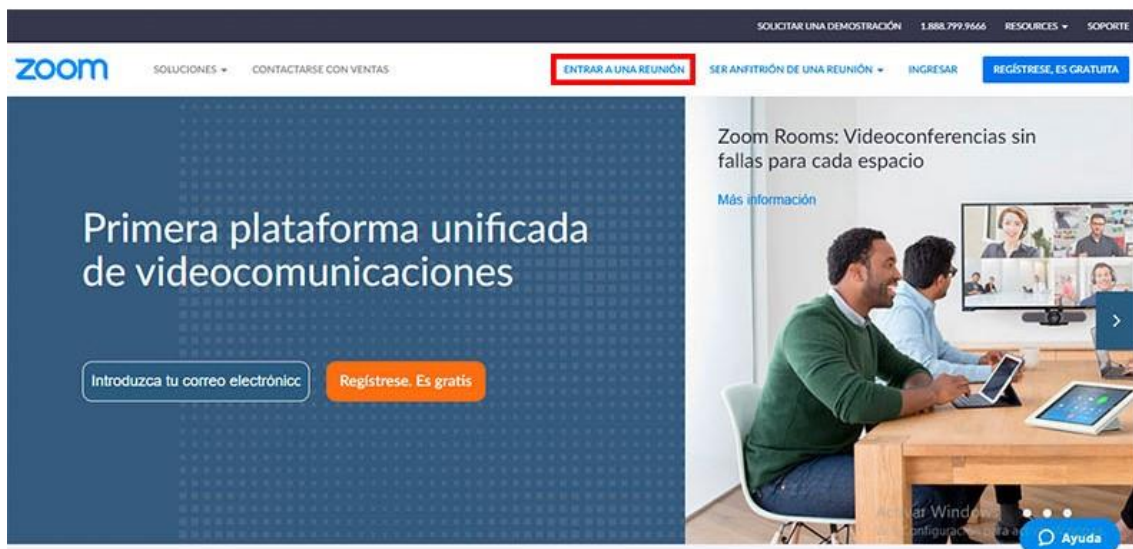 SOLICITAR UNA DEMOSTRACIÓN 1.888.799.9666 RESOURCES SOPORTE
zoom SOLUCIONES CONTACTARSE CON VENTAS ENTRAR A UNA REUNIÓN SER ANFITRIÓN DE UNA REUNIÓN INGRESAR REGÍSTRESE, ES GRATUITA
Primera plataforma unificada
de videocomunicaciones
Introduzca tu correo electrónicc Regístrese. Es gratis
Zoom Rooms: Videoconferencias sin
fallas para cada espacio
Más información
Ayuda